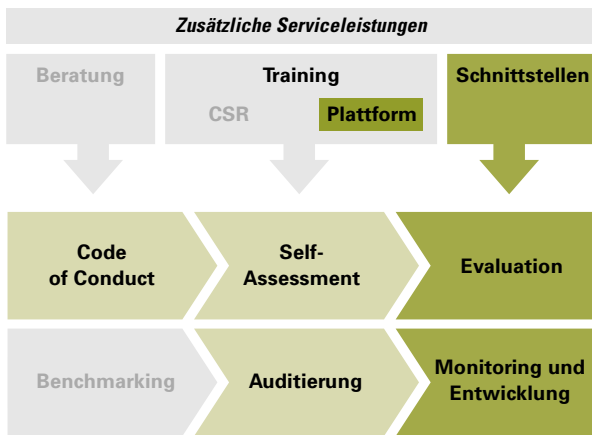 Zusätzliche Serviceleistungen
Beratung
Training
Schnittstellen
CSR
Plattform
Code
of Conduct
Self-
Assessment
Evaluation
Benchmarking
Auditierung
Monitoring und
Entwicklung